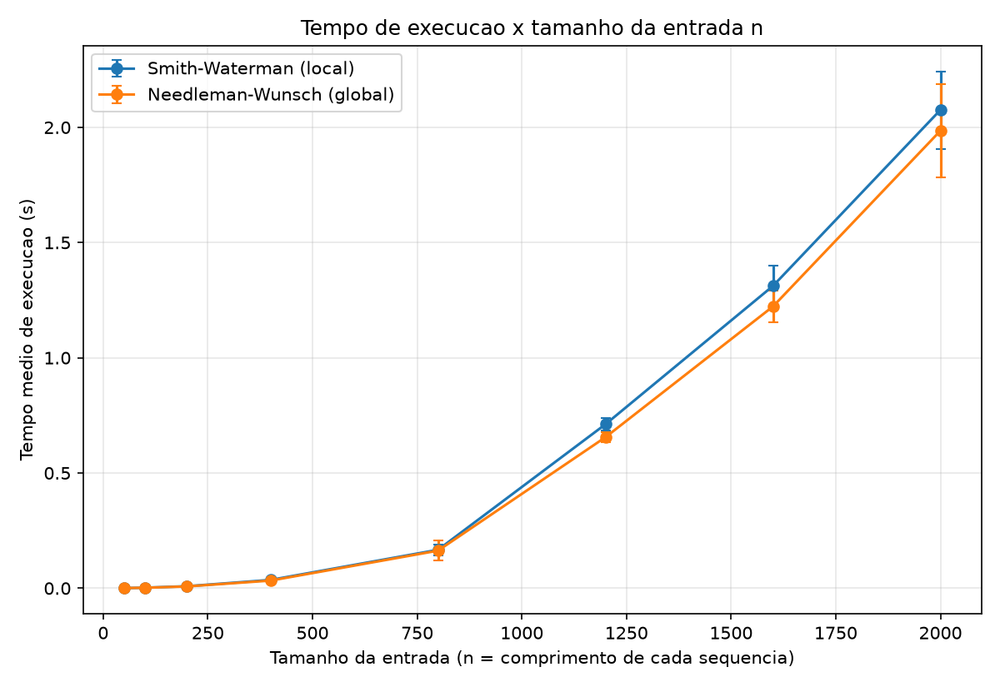 Tempo de execucao x tamanho da entrada n
Smith-Waterman (local)
Needleman-Wunsch (global)
Tempo medio de execucao (s)
2.0
1.5
1.0
0.5
0.0
0 250 500 750 1000 1250 1500 1750 2000
Tamanho da entrada (n = comprimento de cada sequencia)